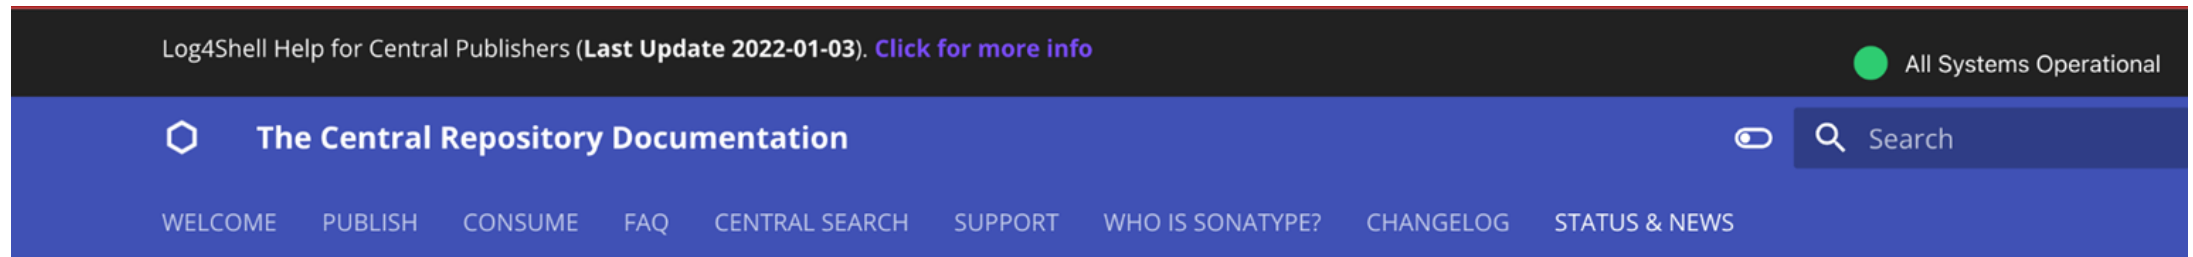 Log4Shell Help for Central Publishers (Last Update 2022-01-03). Click for more info
All Systems Operational
The Central Repository Documentation
Search
WELCOME PUBLISH CONSUME FAQ CENTRAL SEARCH SUPPORT WHO IS SONATYPE? CHANGELOG STATUS & NEWS